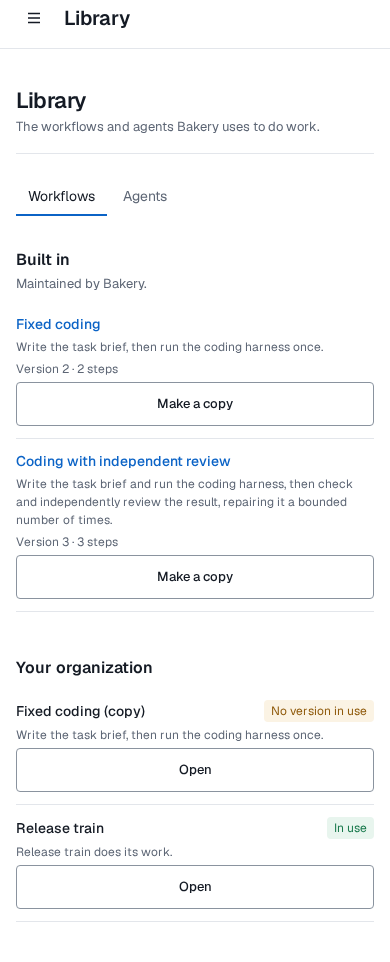 Library
Library
The workflows and agents Bakery uses to do work.
Workflows Agents
Built in
Maintained by Bakery.
Fixed coding
Write the task brief, then run the coding harness once.
Version 2 · 2 steps
Make a copy
Coding with independent review
Write the task brief and run the coding harness, then check
and independently review the result, repairing it a bounded
number of times.
Version 3 · 3 steps
Make a copy
Your organization
Fixed coding (copy) No version in use
Write the task brief, then run the coding harness once.
Open
Release train In use
Release train does its work.
Open